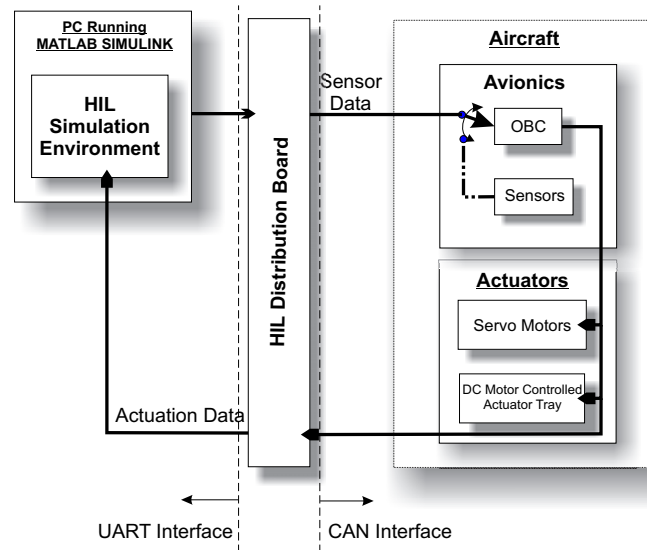 PC Running
MATLAB SIMULINK
HIL
Simulation
Environment
HIL Distribution Board
Sensor
Data
Aircraft
Avionics
OBC
Sensors
Actuators
Servo Motors
DC Motor Controlled
Actuator Tray
Actuation Data
UART Interface
CAN Interface